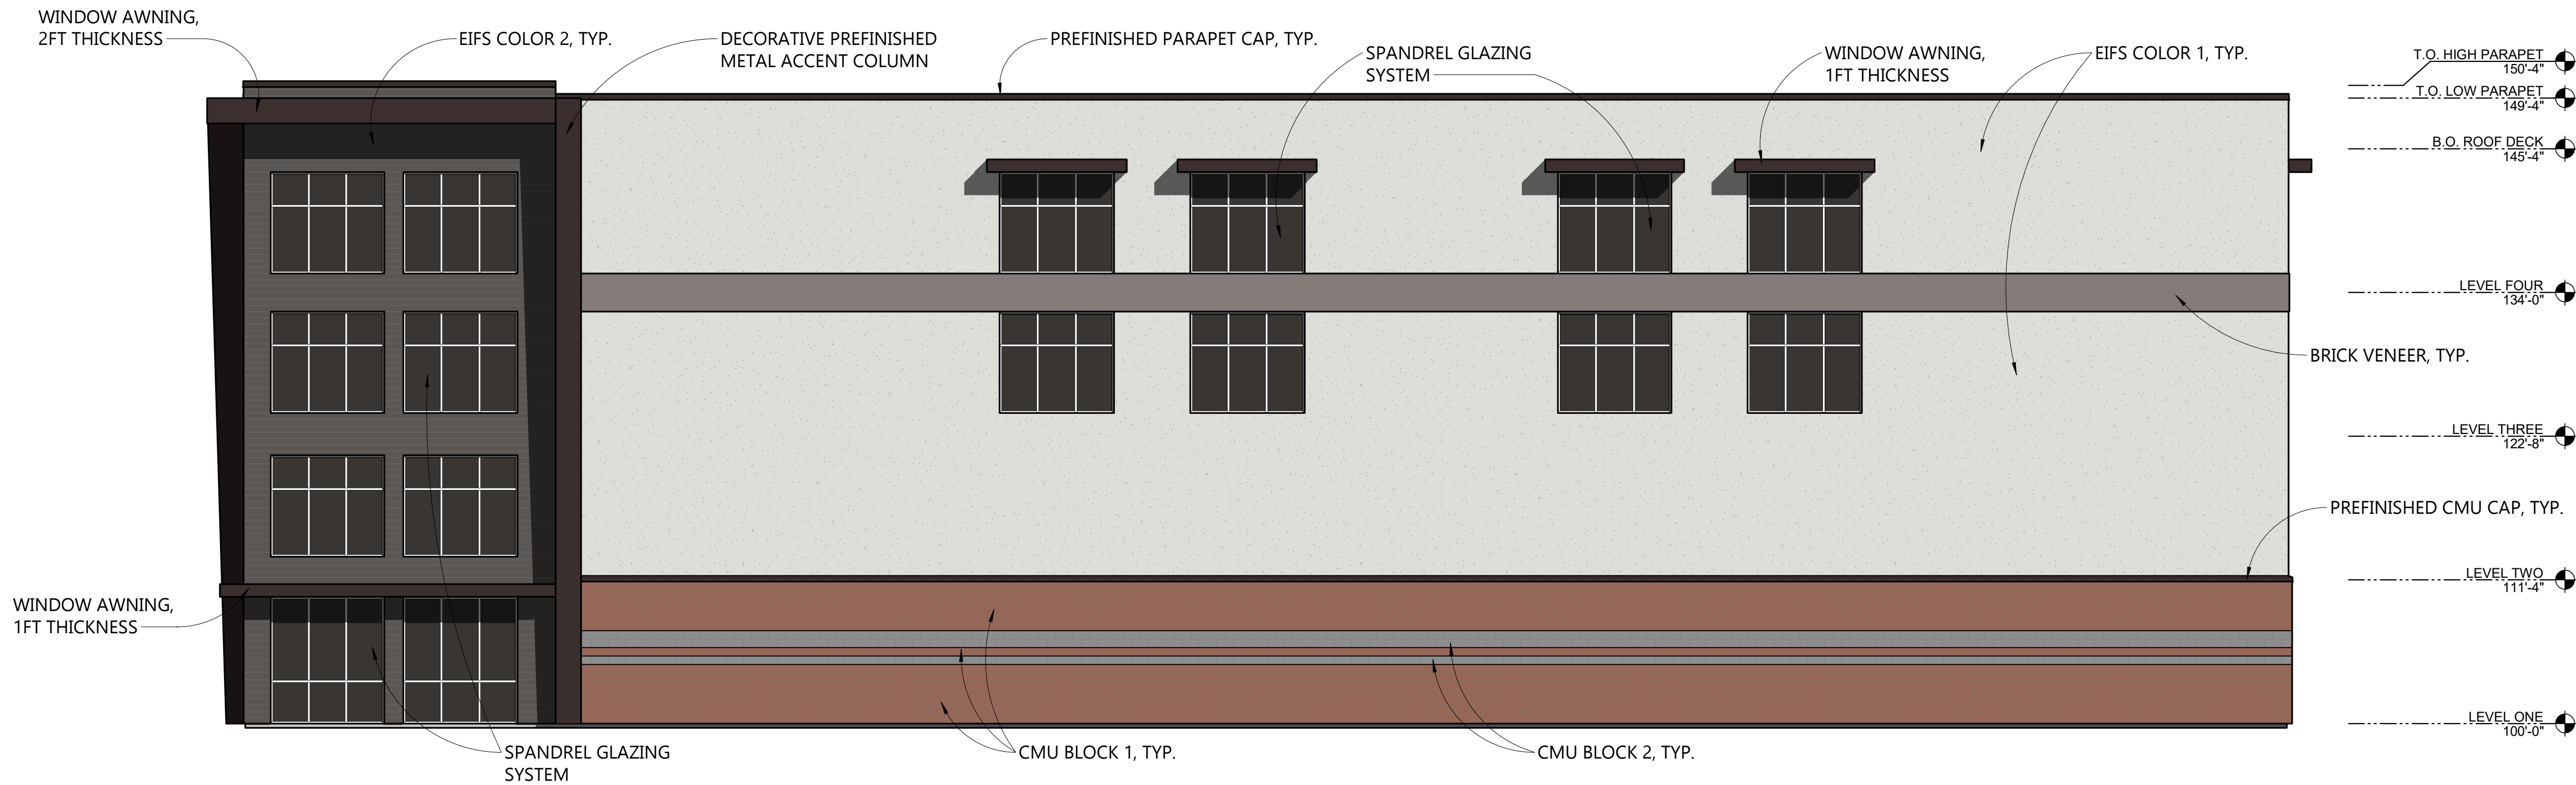 WINDOW AWNING,
2FT THICKNESS
EIFS COLOR 2, TYP.
DECORATIVE PREFINISHED
METAL ACCENT COLUMN
PREFINISHED PARAPET CAP, TYP.
SPANDREL GLAZING
SYSTEM
WINDOW AWNING,
1FT THICKNESS
EIFS COLOR 1, TYP.
T.O. HIGH PARAPET
150'-4"
T.O. LOW PARAPET
149'-4"
B.O. ROOF DECK
145'-4"
LEVEL FOUR
134'-0"
BRICK VENEER, TYP.
LEVEL THREE
122'-8"
PREFINISHED CMU CAP, TYP.
LEVEL TWO
111'-4"
WINDOW AWNING,
1FT THICKNESS
LEVEL ONE
100'-0"
SPANDREL GLAZING
SYSTEM
CMU BLOCK 1, TYP.
CMU BLOCK 2, TYP.